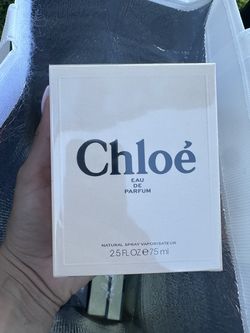 Chloé
EAU
DE
PARFUM
NATURAL SPRAY VAPORISATEUR
2.5 FL.OZ℮75 ml